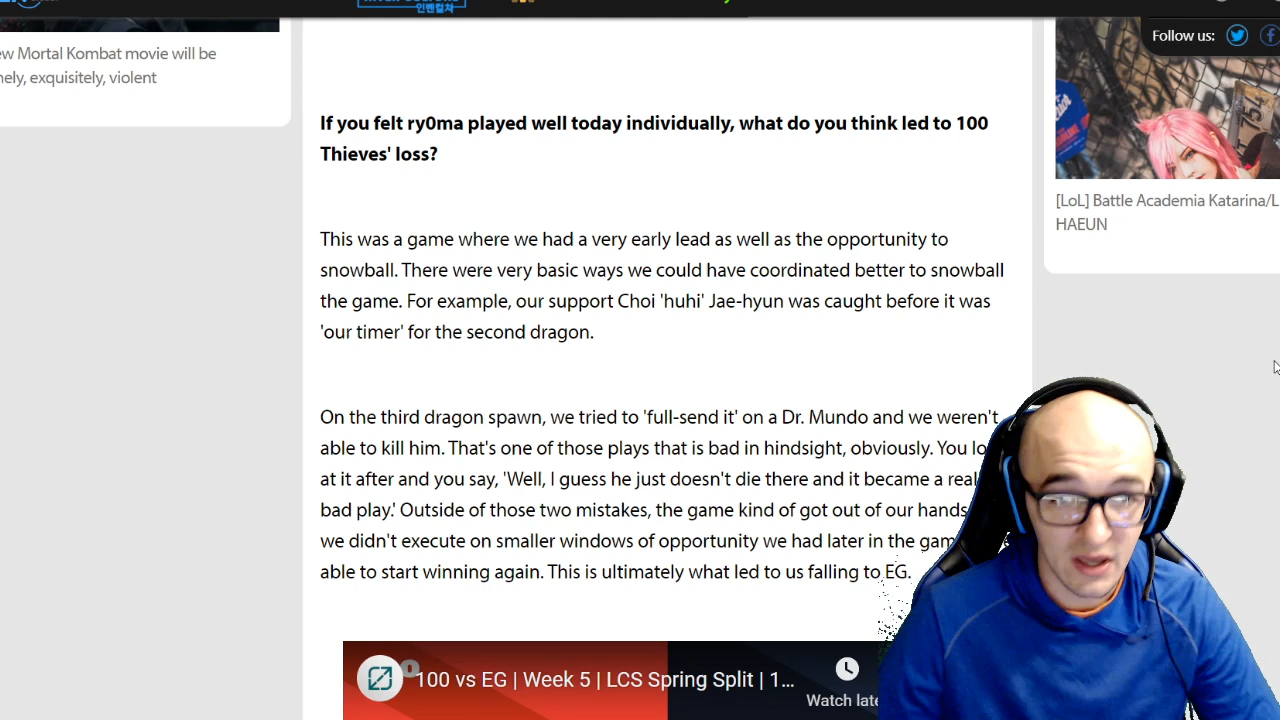 인벤컬쳐
Follow us:
ew Mortal Kombat movie will be
nely, exquisitely, violent
If you felt ry0ma played well today individually, what do you think led to 100
Thieves' loss?
This was a game where we had a very early lead as well as the opportunity to
snowball. There were very basic ways we could have coordinated better to snowball
the game. For example, our support Choi 'huhi' Jae-hyun was caught before it was
'our timer' for the second dragon.
On the third dragon spawn, we tried to 'full-send it' on a Dr. Mundo and we weren't
able to kill him. That's one of those plays that is bad in hindsight, obviously. You lo
at it after and you say, 'Well, I guess he just doesn't die there and it became a real
bad play.' Outside of those two mistakes, the game kind of got out of our hands
we didn't execute on smaller windows of opportunity we had later in the gam
able to start winning again. This is ultimately what led to us falling to EG.
100 vs EG | Week 5 | LCS Spring Split | 1...
Watch late
[LoL] Battle Academia Katarina/L
HAEUN